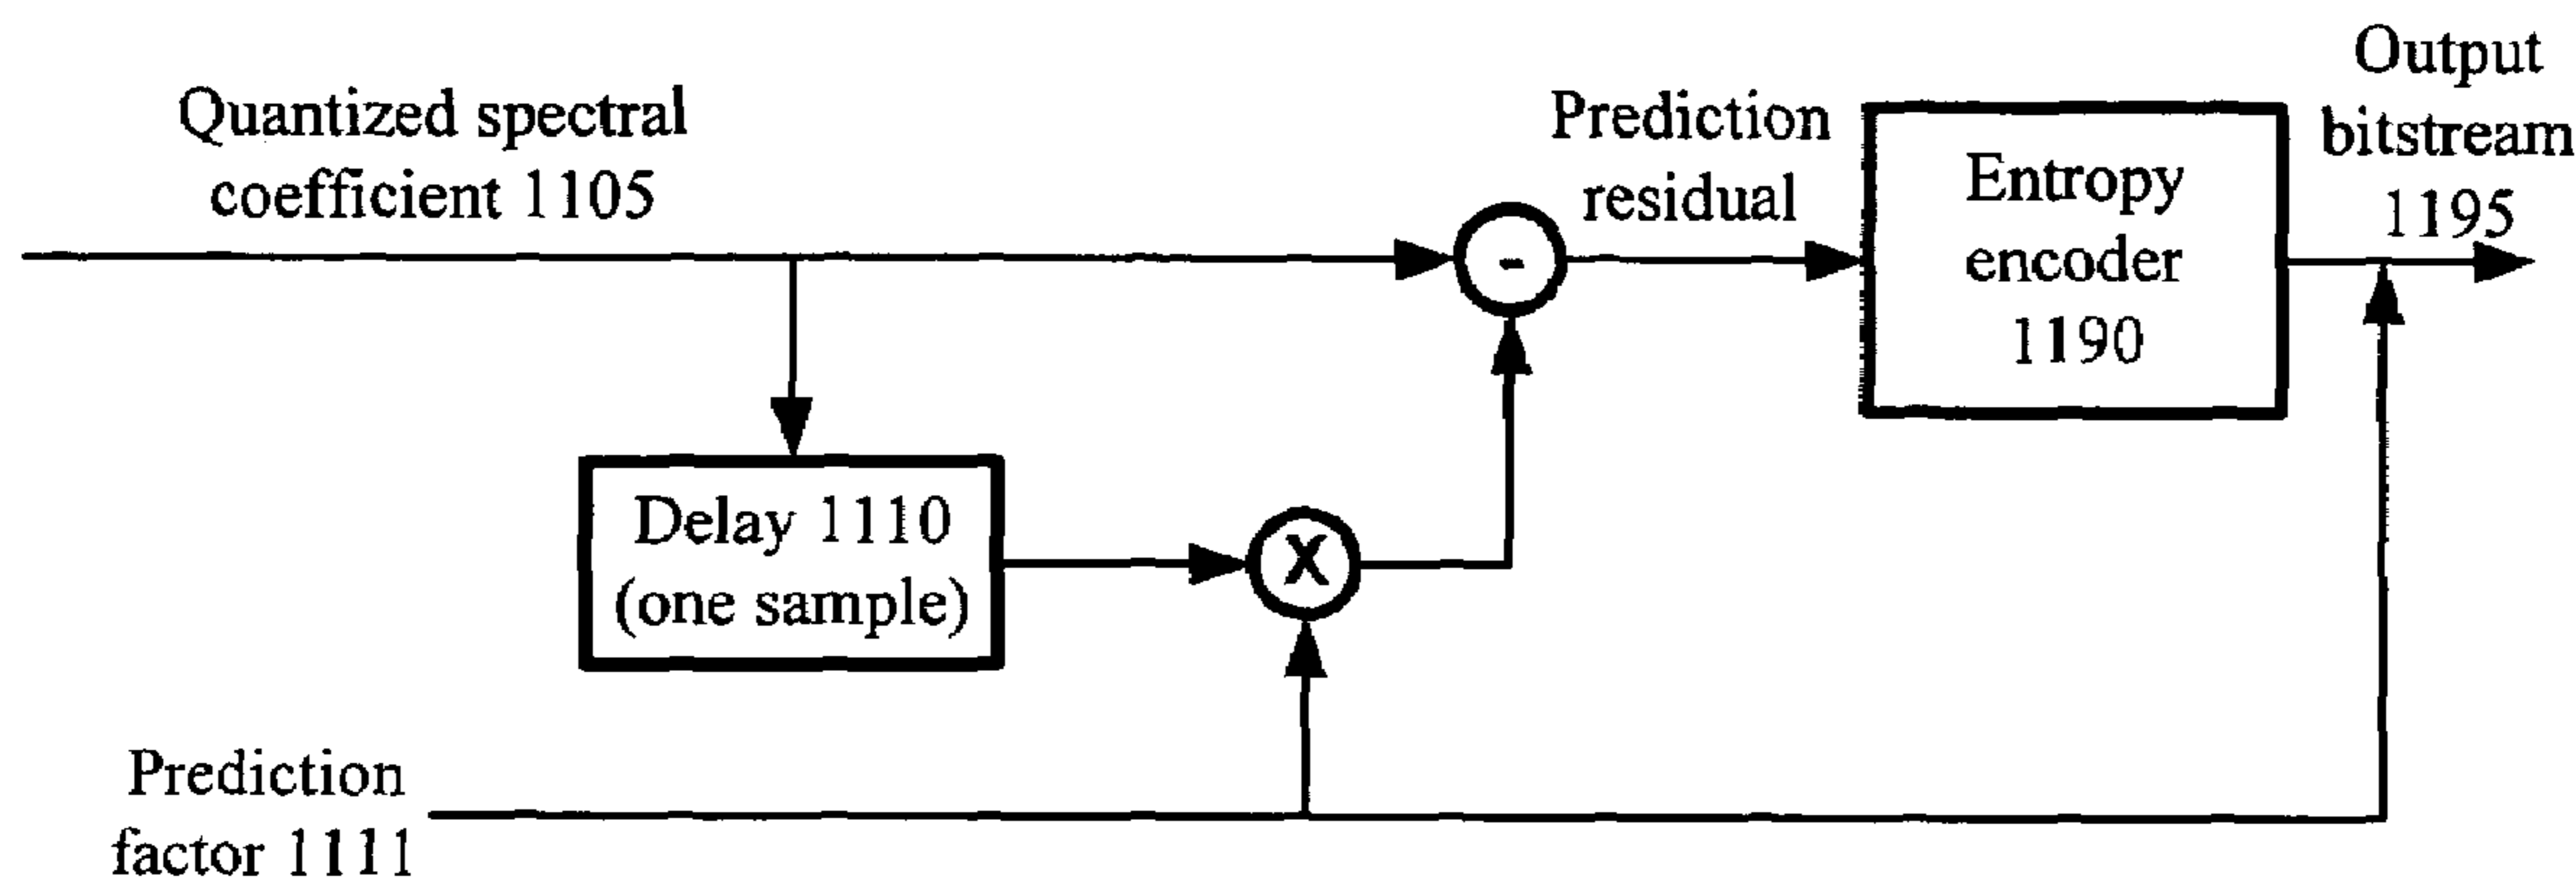 Quantized spectral
coefficient 1105
Prediction
residual
Entropy
encoder
1190
Output
bitstream
1195
-
Delay 1110
(one sample)
X
Prediction
factor 1111